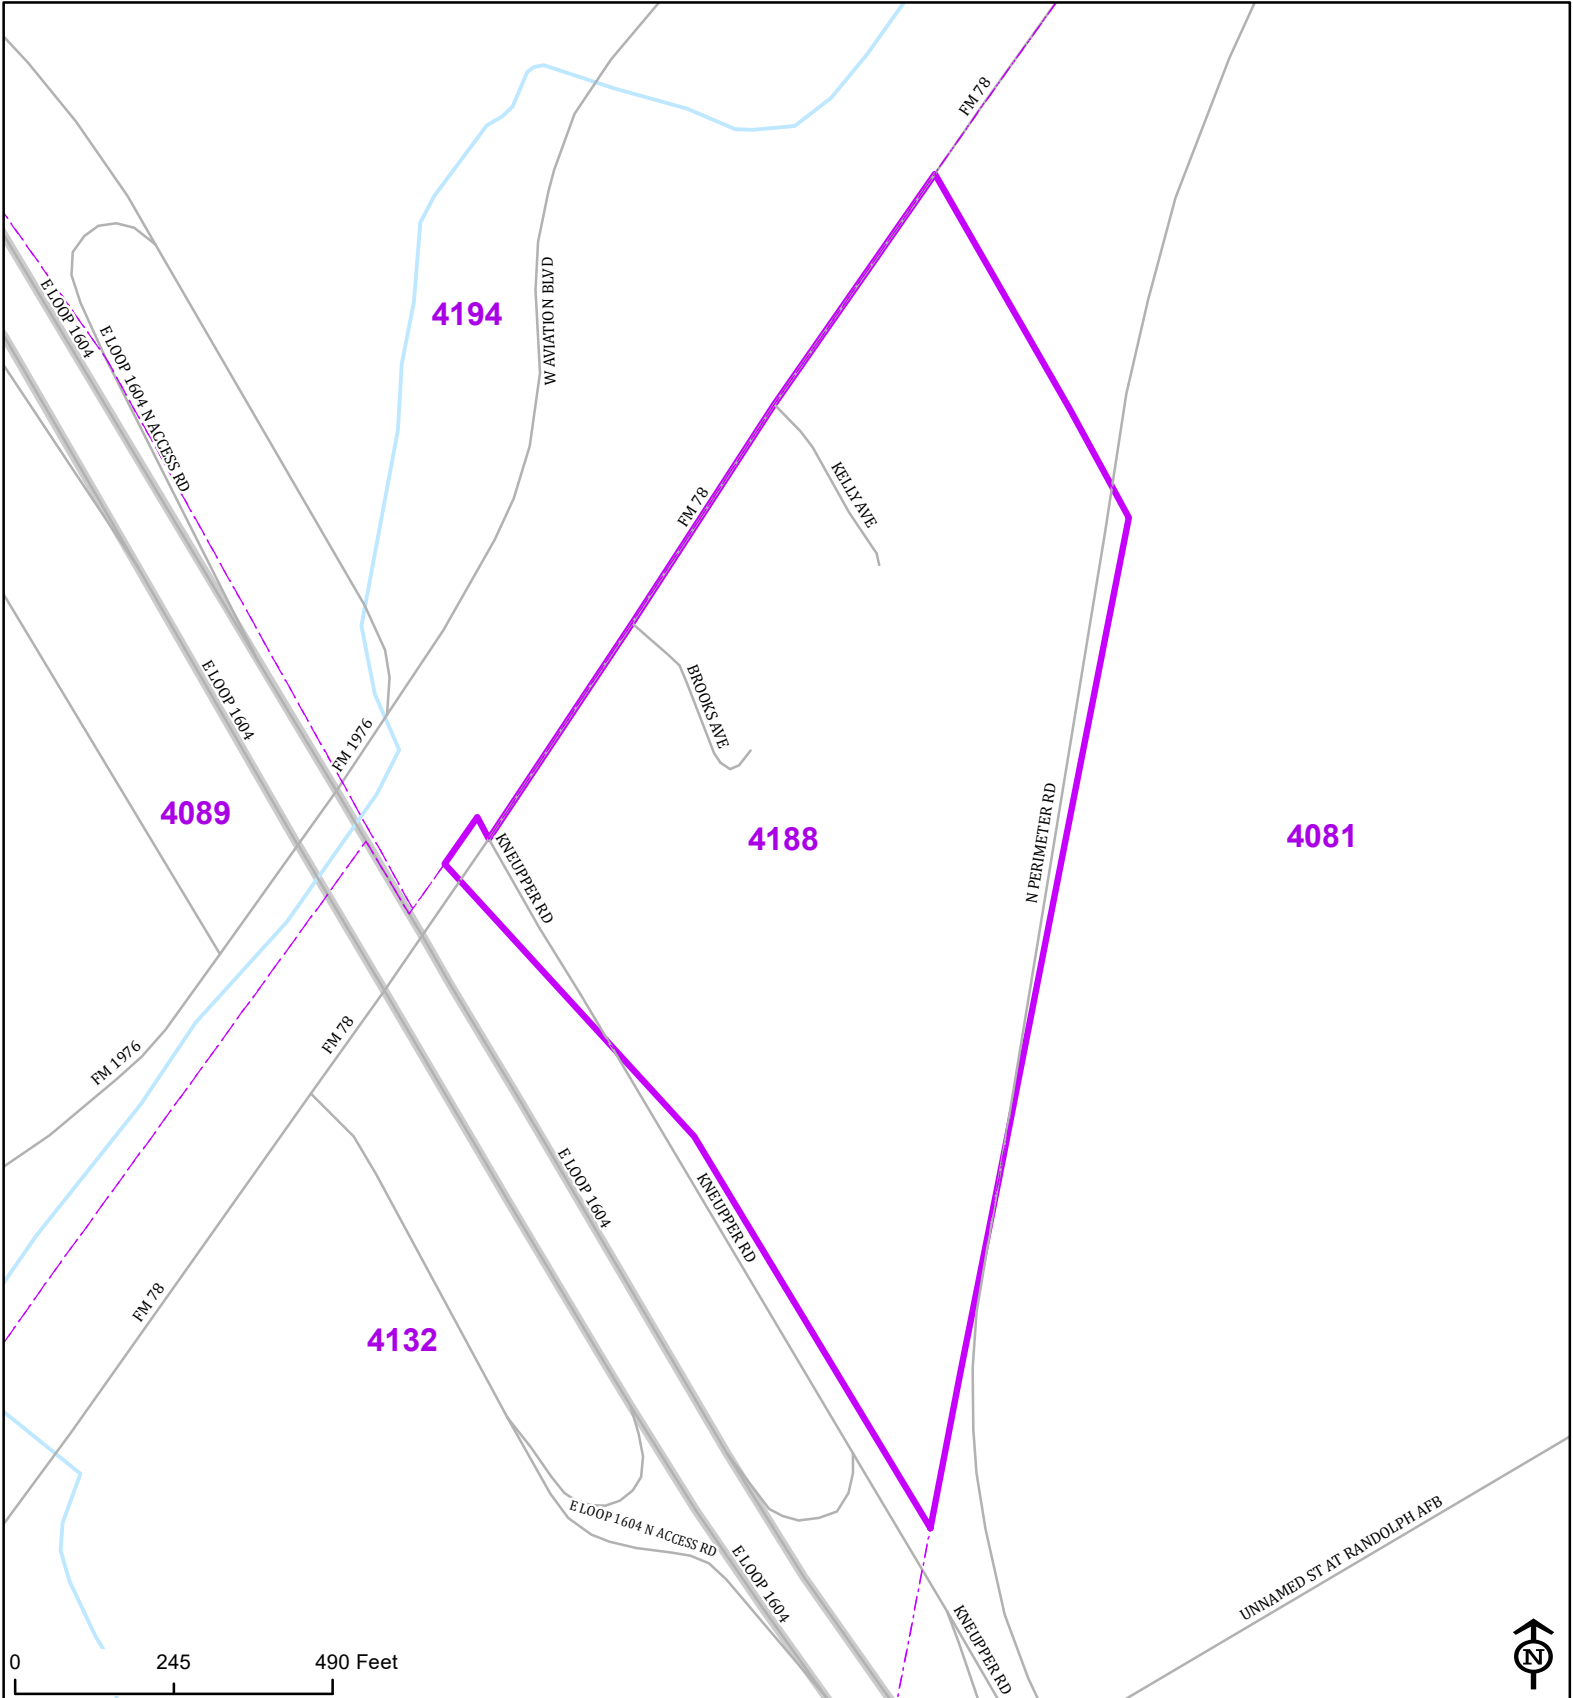 FM 78
4194
W AVIATION BLVD
E LOOP 1604
E LOOP 1604 N ACCESS RD
KELLY AVE
FM 78
E LOOP 1604
BROOKS AVE
FM 1976
4089
4188
4081
N PERIMETER RD
KNEUPPER RD
FM 78
FM 1976
E LOOP 1604
KNEUPPER RD
FM 78
4132
E LOOP 1604 N ACCESS RD
E LOOP 1604
UNNAMED ST AT RANDOLPH AFB
KNEUPPER RD
0 245 490 Feet
N